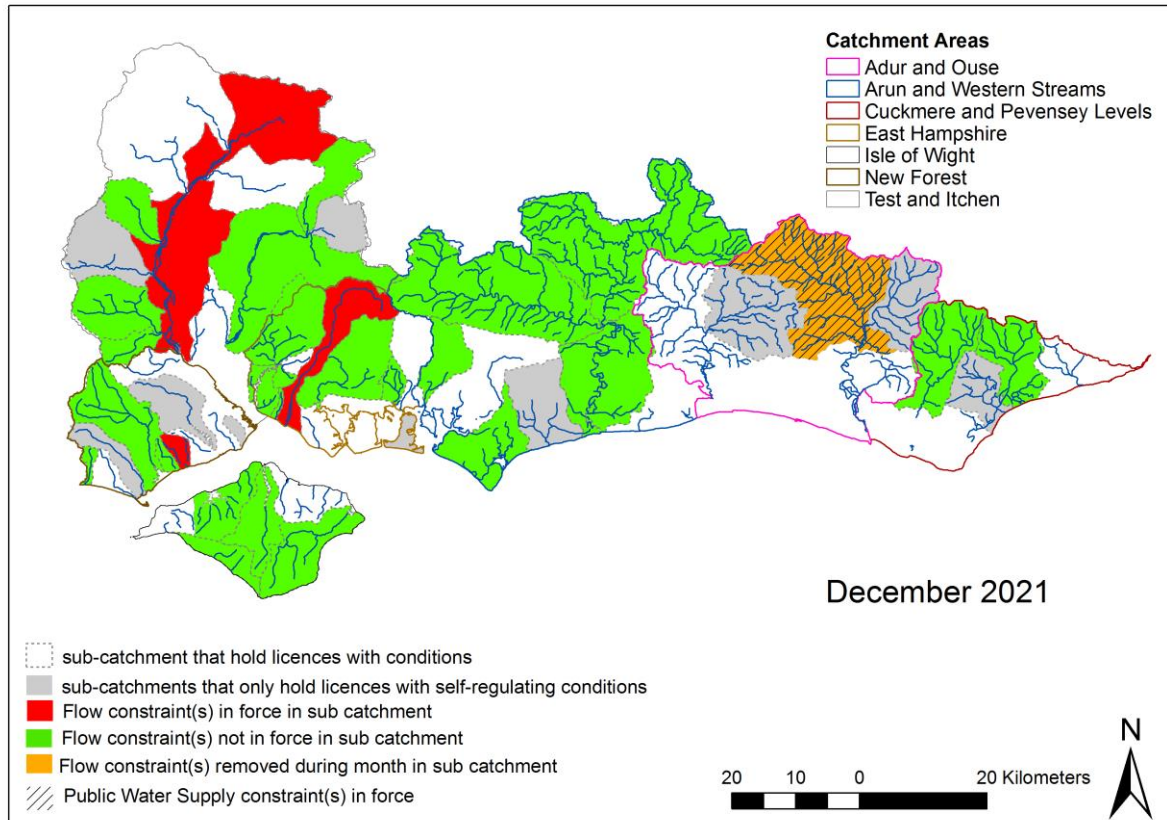 Catchment Areas
Adur and Ouse
Arun and Western Streams
Cuckmere and Pevensey Levels
East Hampshire
Isle of Wight
New Forest
Test and Itchen
December 2021
sub-catchment that hold licences with conditions
sub-catchments that only hold licences with self-regulating conditions
Flow constraint(s) in force in sub catchment
Flow constraint(s) not in force in sub catchment
Flow constraint(s) removed during month in sub catchment
Public Water Supply constraint(s) in force
20 10 0 20 Kilometers
N